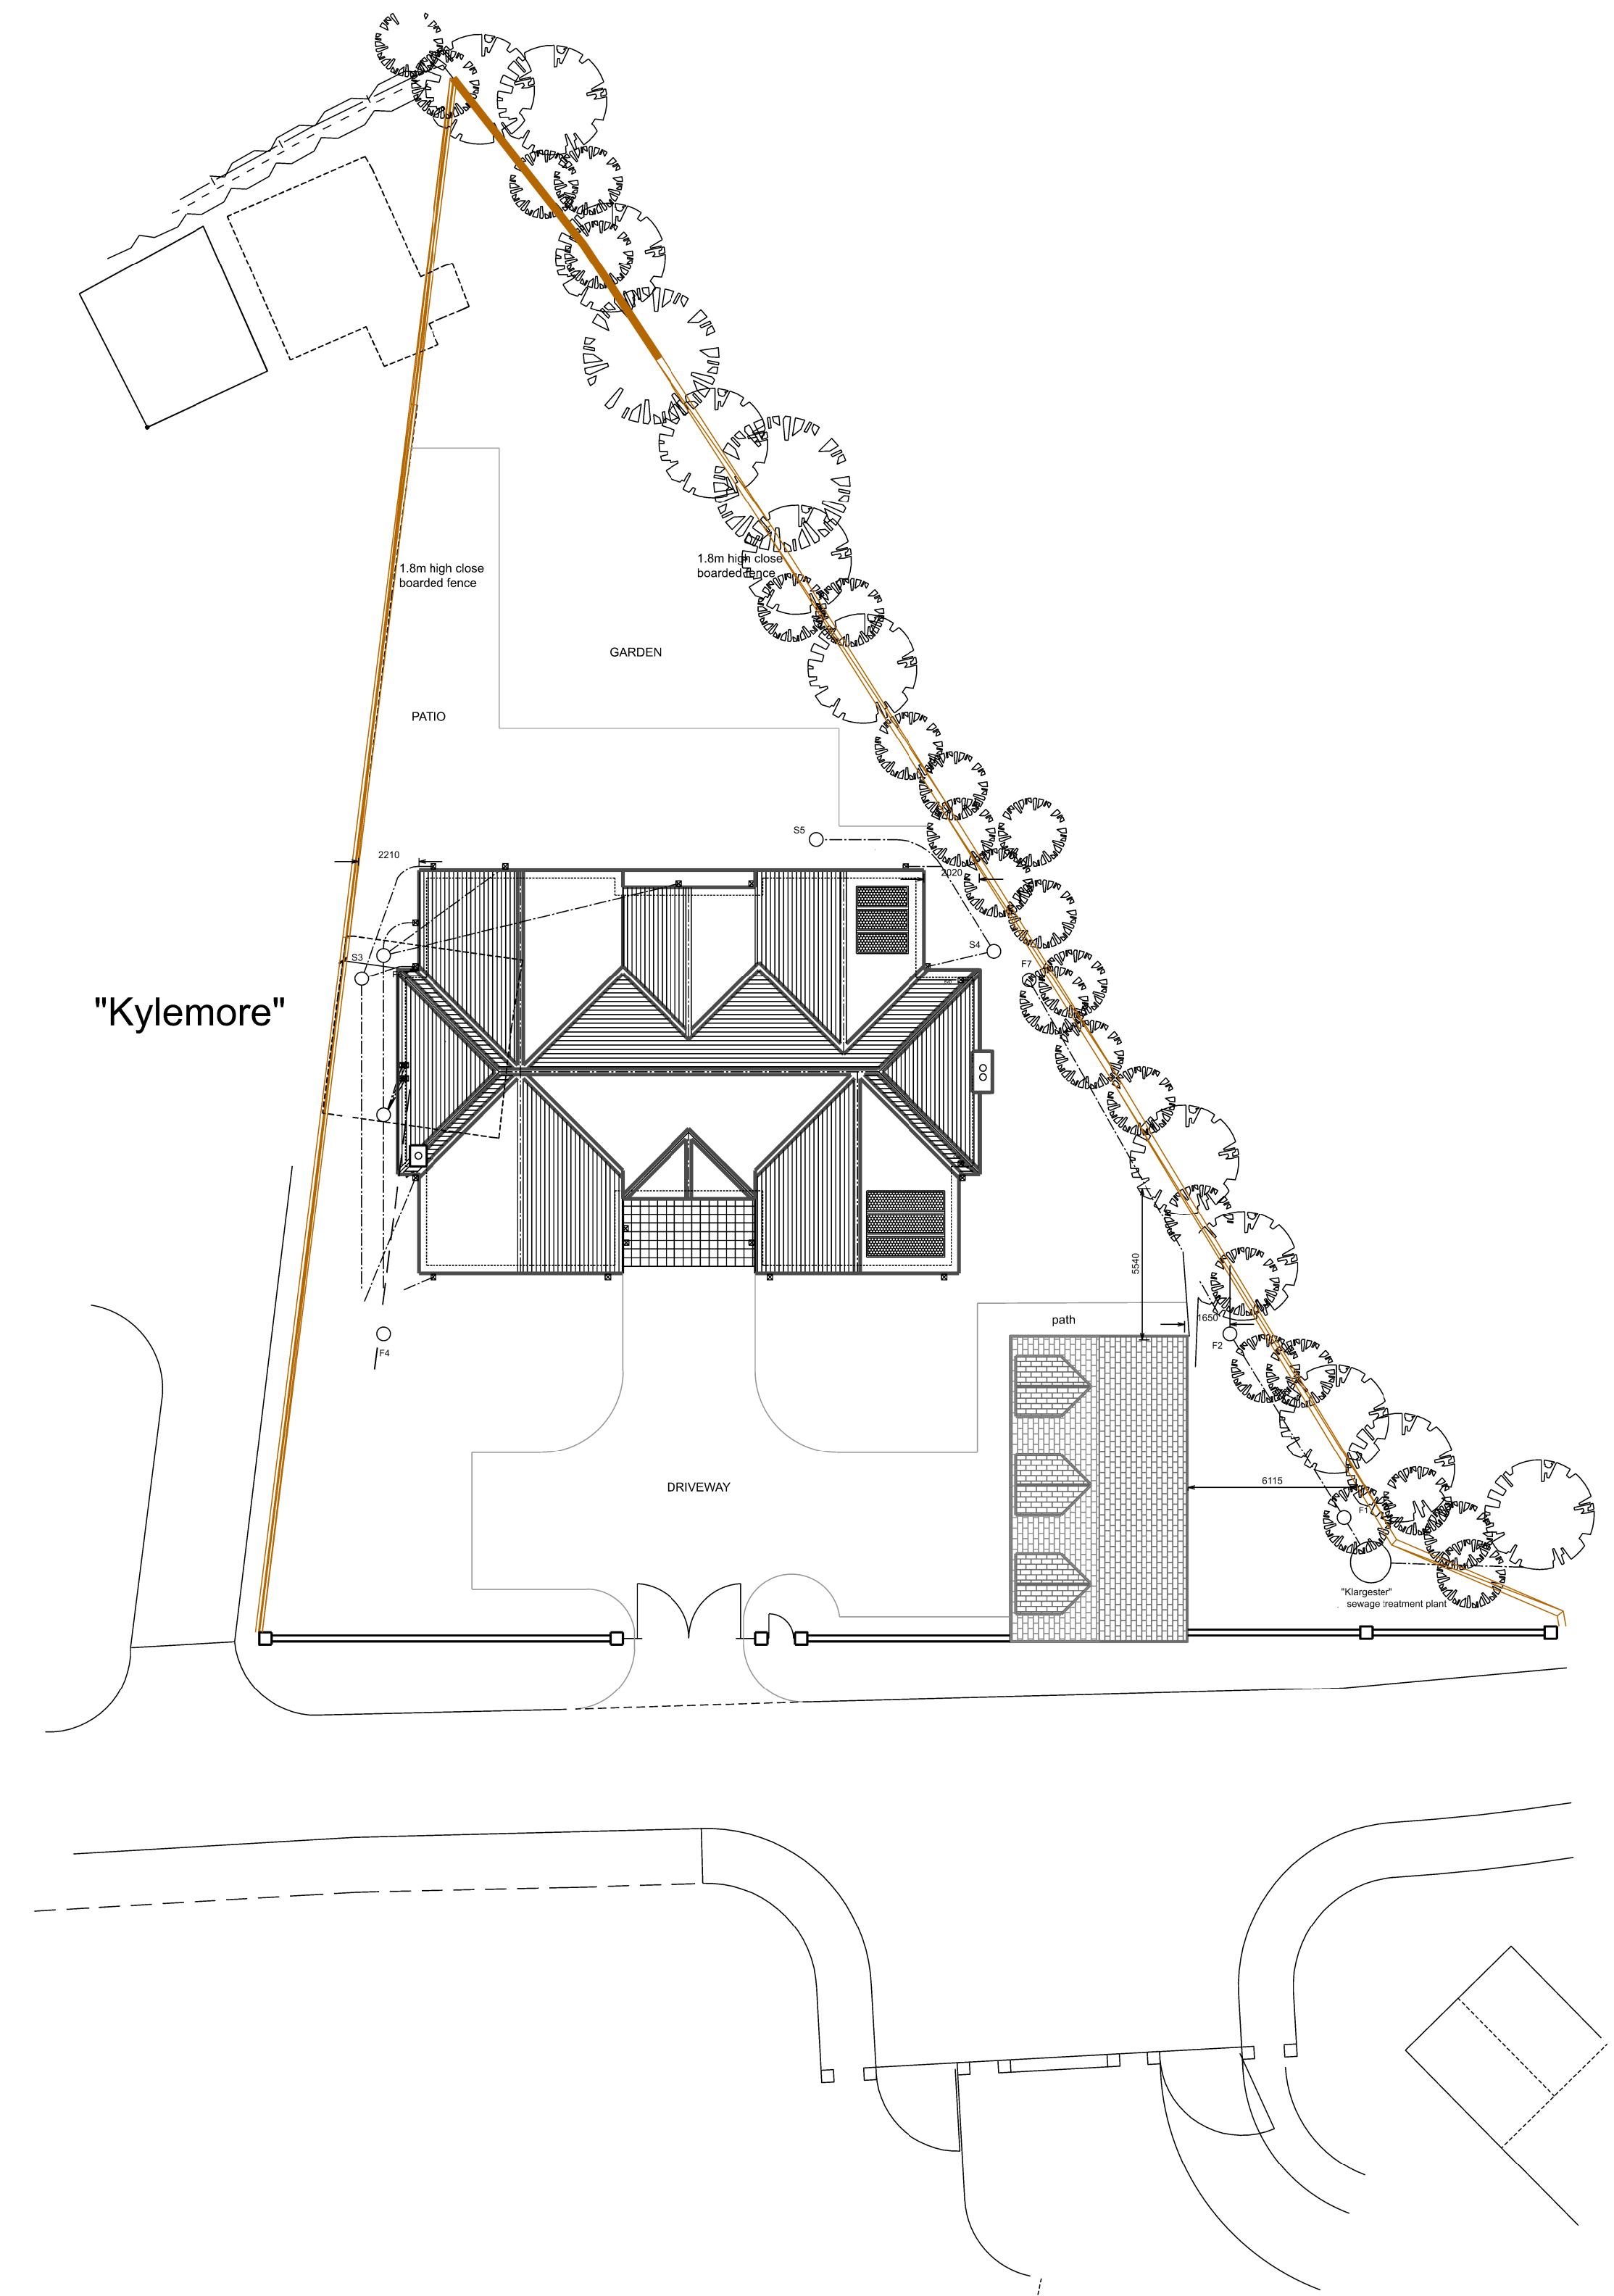 1.8m high close
boarded fence
1.8m high close
boarded fence
GARDEN
PATIO
S5
2210
2020
S4
S3
F7
"Kylemore"
5540
path
1650
F2
F4
6115
DRIVEWAY
F1
"Klargester"
sewage treatment plant